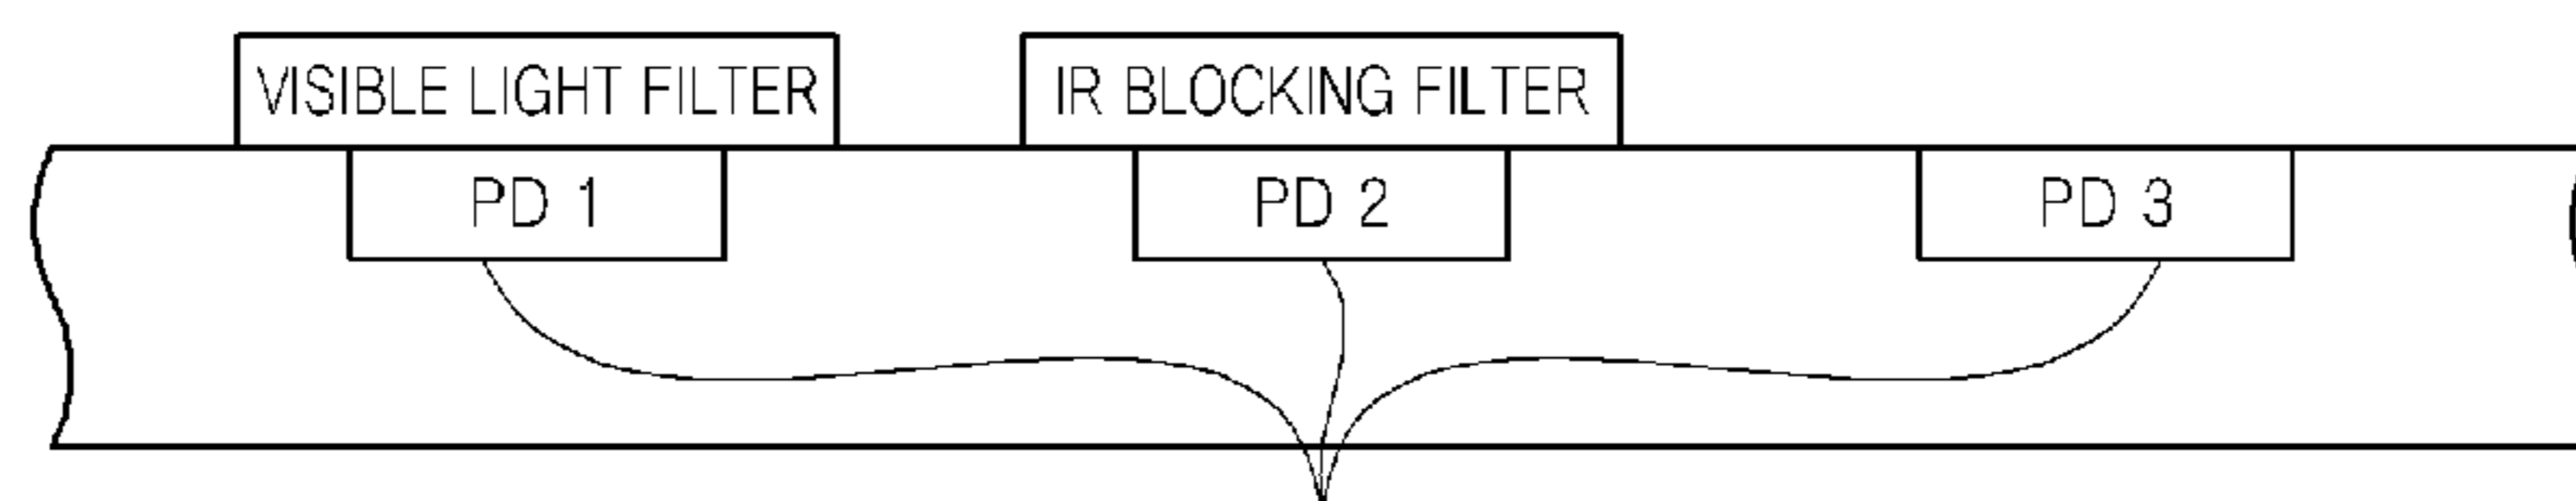 VISIBLE LIGHT FILTER
IR BLOCKING FILTER
PD 1
PD 2
PD 3